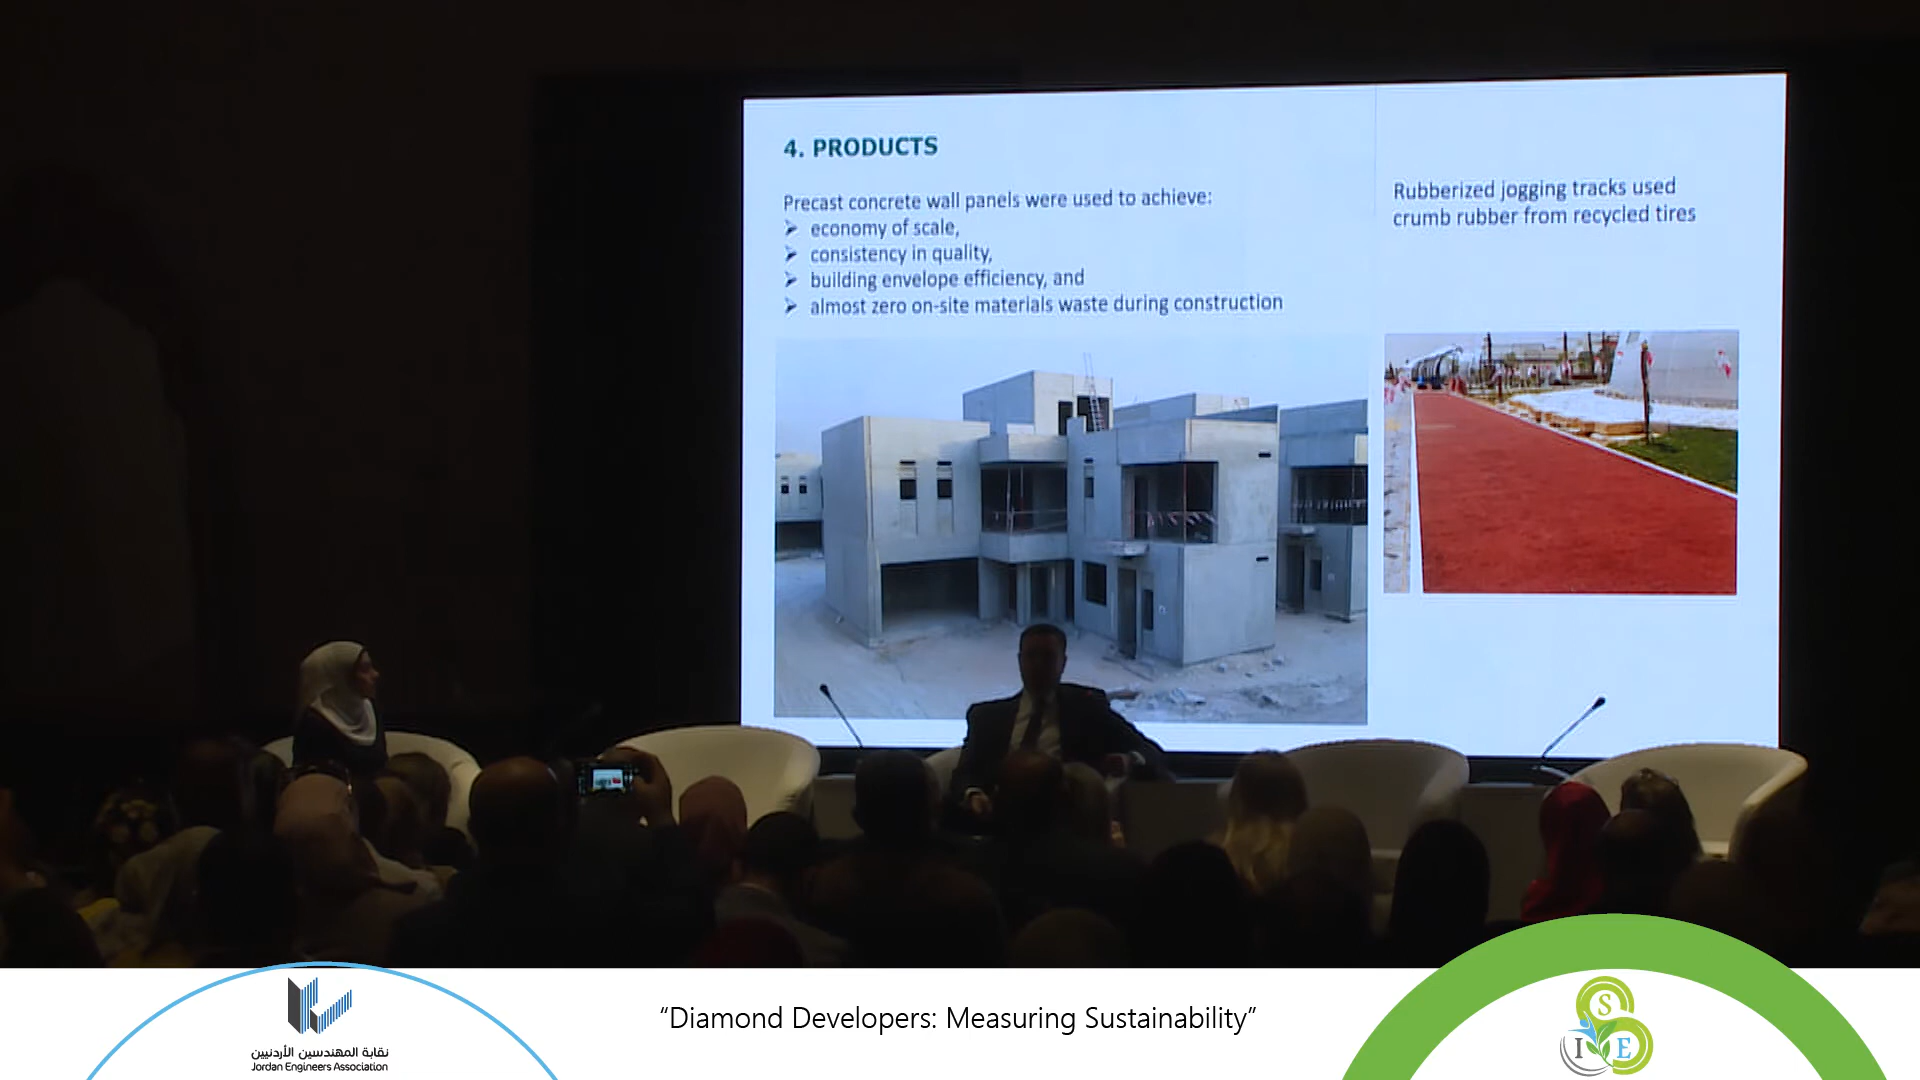 4. PRODUCTS
Precast concrete wall panels were used to achieve:
➢ economy of scale,
➢ consistency in quality,
➢ building envelope efficiency, and
➢ almost zero on-site materials waste during construction
Rubberized jogging tracks used
crumb rubber from recycled tires
“Diamond Developers: Measuring Sustainability”
نقابة المهندسين الأردنيين
Jordan Engineers Association
S
I E